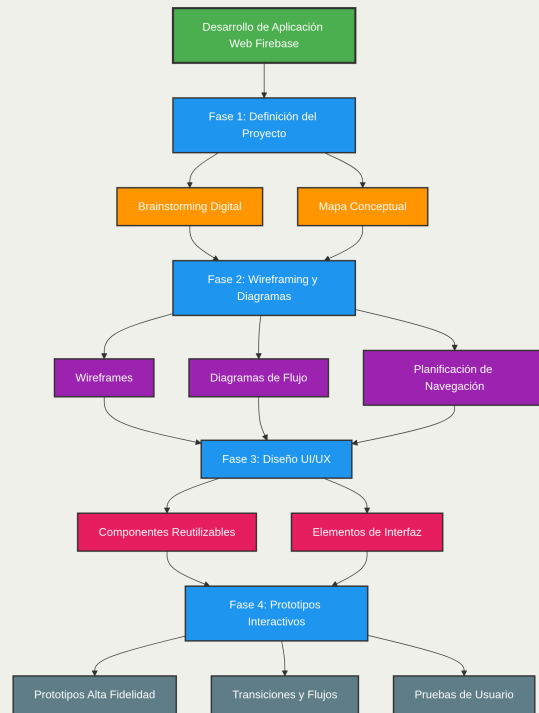 Desarrollo de Aplicación
Web Firebase
Fase 1: Definición del
Proyecto
Brainstorming Digital
Mapa Conceptual
Fase 2: Wireframing y
Diagramas
Wireframes
Diagramas de Flujo
Planificación de
Navegación
Fase 3: Diseño UI/UX
Componentes Reutilizables
Elementos de Interfaz
Fase 4: Prototipos
Interactivos
Prototipos Alta Fidelidad
Transiciones y Flujos
Pruebas de Usuario